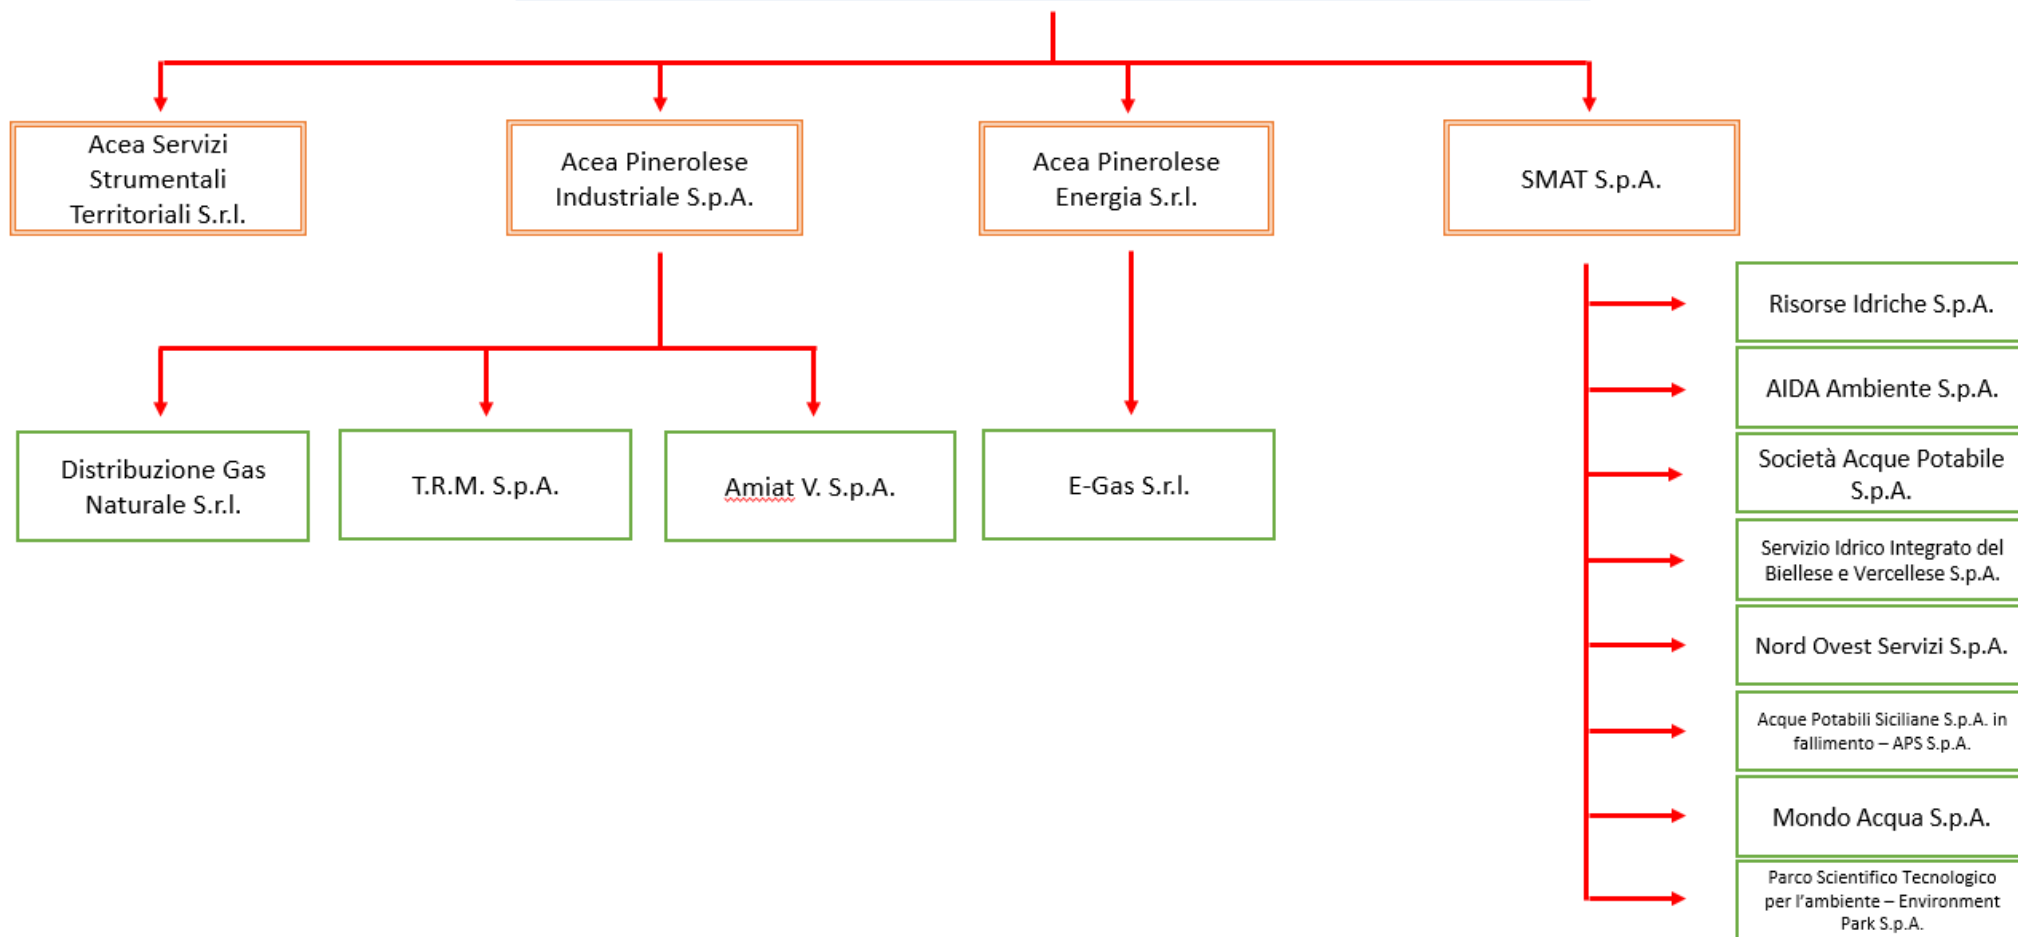 Acea Servizi
Strumentali
Territoriali S.r.l.
Acea Pinerolese
Industriale S.p.A.
Acea Pinerolese
Energia S.r.l.
SMAT S.p.A.
Distribuzione Gas
Naturale S.r.l.
T.R.M. S.p.A.
Amiat V. S.p.A.
E-Gas S.r.l.
Risorse Idriche S.p.A.
AIDA Ambiente S.p.A.
Società Acque Potabile
S.p.A.
Servizio Idrico Integrato del
Biellese e Vercellese S.p.A.
Nord Ovest Servizi S.p.A.
Acque Potabili Siciliane S.p.A. in
fallimento – APS S.p.A.
Mondo Acqua S.p.A.
Parco Scientifico Tecnologico
per l'ambiente – Environment
Park S.p.A.